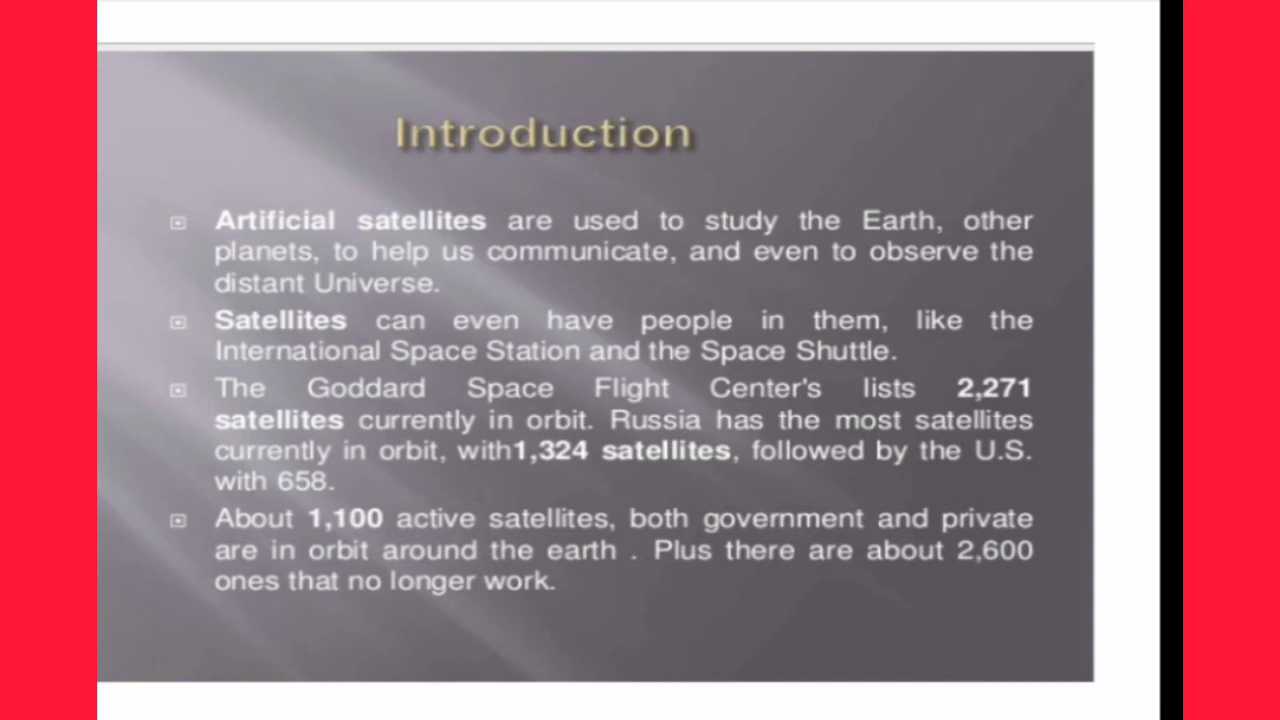 Introduction
Artificial satellites are used to study the Earth, other
planets, to help us communicate, and even to observe the
distant Universe.
Satellites can even have people in them, like the
International Space Station and the Space Shuttle.
The Goddard Space Flight Center's lists 2,271
satellites currently in orbit. Russia has the most satellites
currently in orbit, with1,324 satellites, followed by the U.S.
with 658.
About 1,100 active satellites, both government and private
are in orbit around the earth . Plus there are about 2,600
ones that no longer work.